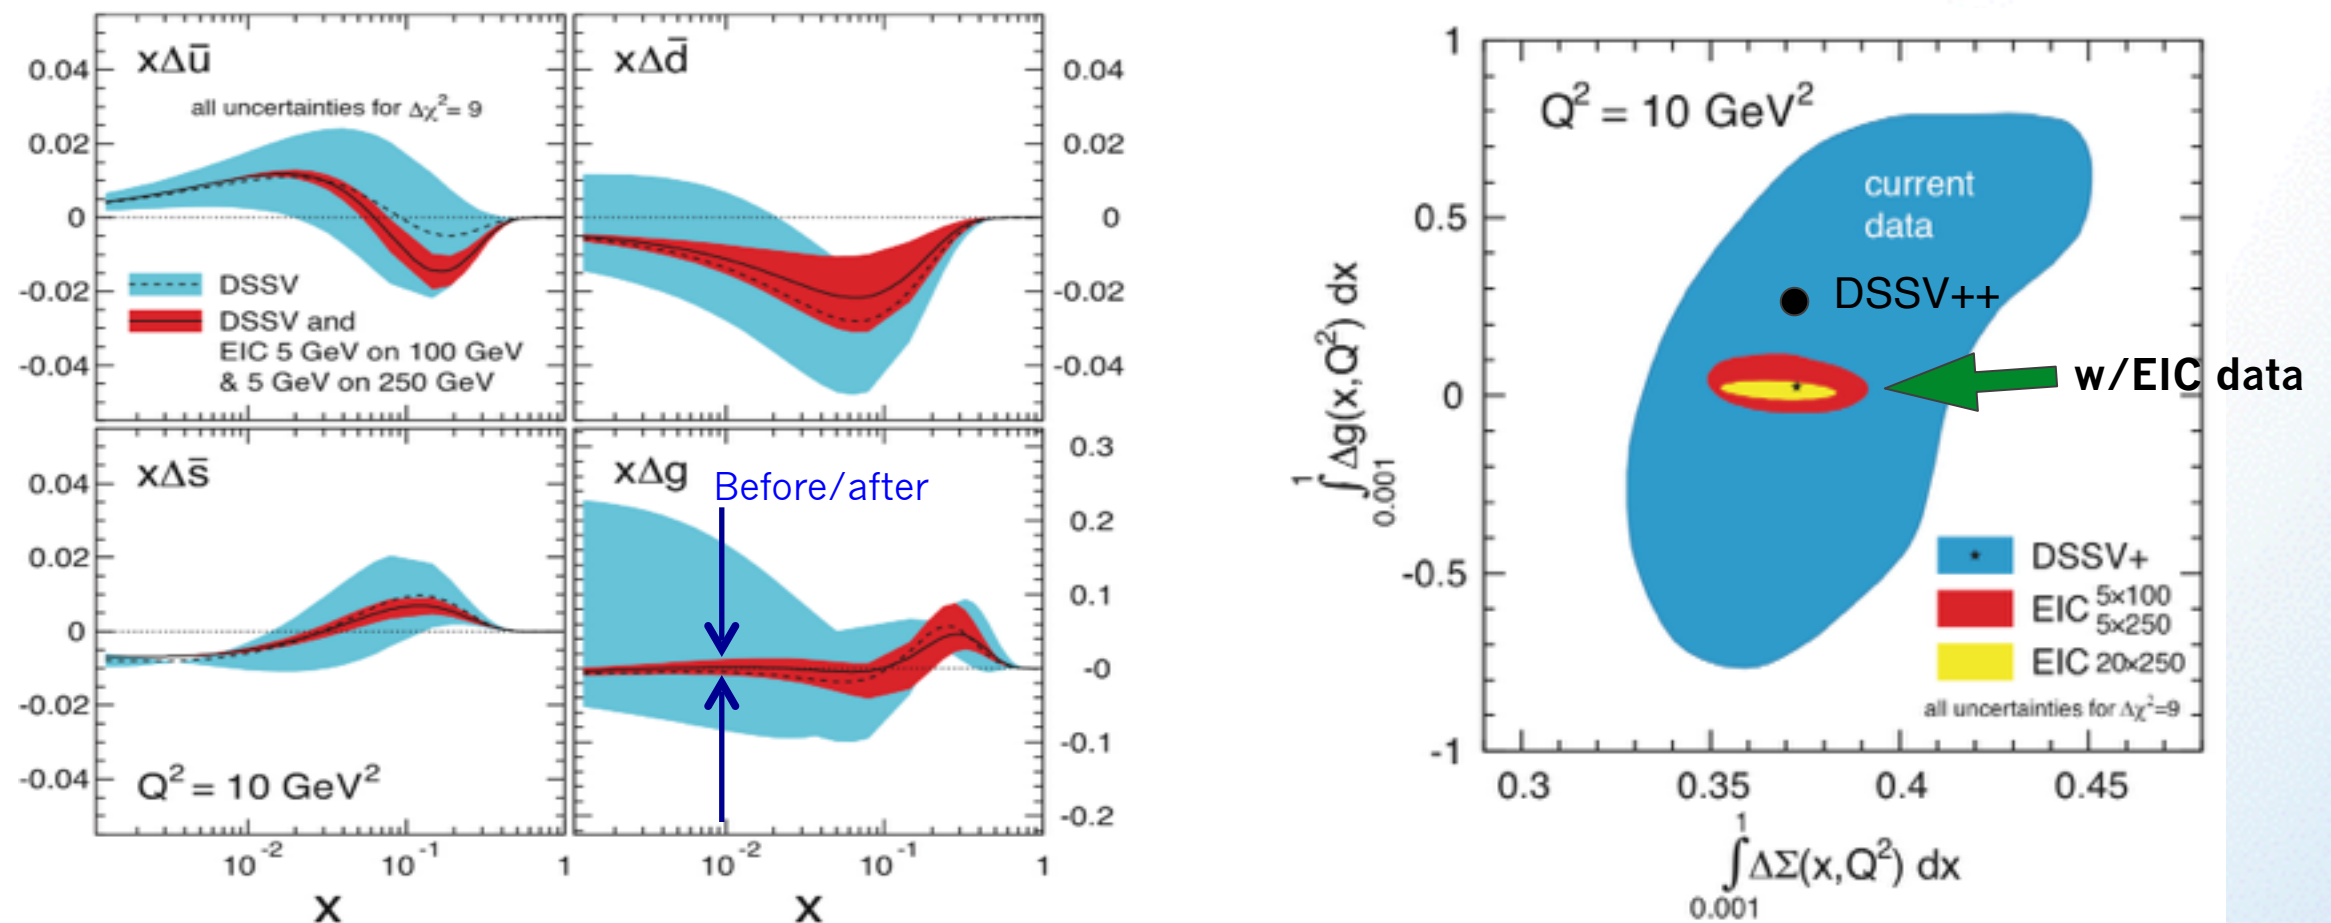 xΔū
all uncertainties for Δχ²= 9
0.04
0.02
0
-0.02
-0.04
DSSV
DSSV and
EIC 5 GeV on 100 GeV
& 5 GeV on 250 GeV
xΔd̄
0.04
0.02
0
-0.02
-0.04
xΔs̄
0.04
0.02
0
-0.02
-0.04
Q² = 10 GeV²
xΔg
Before/after
0.3
0.2
0.1
-0
-0.1
-0.2
10⁻²
10⁻¹
1
10⁻²
10⁻¹
1
x
x
1
0.5
0
-0.5
-1
Q² = 10 GeV²
current
data
DSSV++
w/EIC data
DSSV+
EIC 5×100
5×250
EIC 20×250
all uncertainties for Δχ²=9
∫₀.₀₀₁¹ Δg(x,Q²) dx
0.3
0.35
0.4
0.45
∫₀.₀₀₁¹ ΔΣ(x,Q²) dx